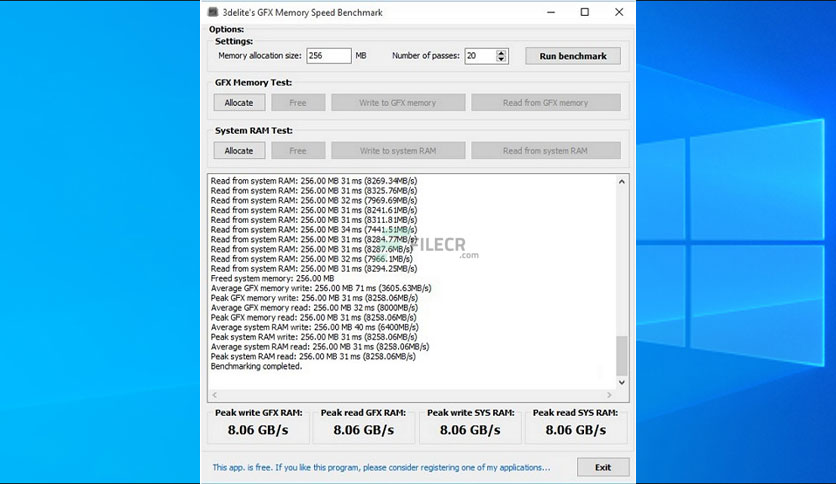 3delite's GFX Memory Speed Benchmark
Options:
Settings:
Memory allocation size: 256 MB Number of passes: 20 Run benchmark
GFX Memory Test:
Allocate Free Write to GFX memory Read from GFX memory
System RAM Test:
Allocate Free Write to system RAM Read from system RAM
Read from system RAM: 256.00 MB 31 ms (8269.34MB/s)
Read from system RAM: 256.00 MB 31 ms (8325.76MB/s)
Read from system RAM: 256.00 MB 32 ms (7969.69MB/s)
Read from system RAM: 256.00 MB 31 ms (8241.61MB/s)
Read from system RAM: 256.00 MB 31 ms (8311.81MB/s)
Read from system RAM: 256.00 MB 34 ms (7441.51MB/s)
Read from system RAM: 256.00 MB 31 ms (8284.77MB/s)
Read from system RAM: 256.00 MB 31 ms (8287.6MB/s)
Read from system RAM: 256.00 MB 32 ms (7966.1MB/s)
Read from system RAM: 256.00 MB 31 ms (8294.25MB/s)
FILECR
.com
Freed system memory: 256.00 MB
Average GFX memory write: 256.00 MB 71 ms (3605.63MB/s)
Peak GFX memory write: 256.00 MB 31 ms (8258.06MB/s)
Average GFX memory read: 256.00 MB 32 ms (8000MB/s)
Peak GFX memory read: 256.00 MB 31 ms (8258.06MB/s)
Average system RAM write: 256.00 MB 40 ms (6400MB/s)
Peak system RAM write: 256.00 MB 31 ms (8258.06MB/s)
Average system RAM read: 256.00 MB 31 ms (8258.06MB/s)
Peak system RAM read: 256.00 MB 31 ms (8258.06MB/s)
Benchmarking completed.
Peak write GFX RAM: Peak read GFX RAM: Peak write SYS RAM: Peak read SYS RAM:
8.06 GB/s 8.06 GB/s 8.06 GB/s 8.06 GB/s
This app. is free. If you like this program, please consider registering one of my applications... Exit